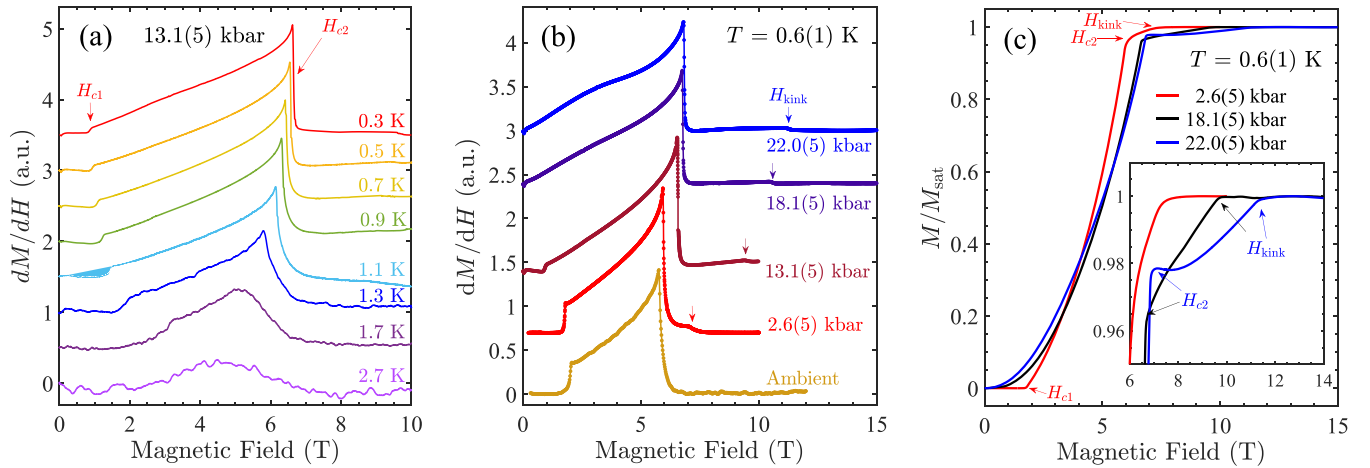 (a) 13.1(5) kbar
H_c2
H_c1
0.3 K
0.5 K
0.7 K
0.9 K
1.1 K
1.3 K
1.7 K
2.7 K
5
4
3
2
1
0
dM/dH (a.u.)
0 2 4 6 8 10
Magnetic Field (T)
(b) T = 0.6(1) K
H_kink
22.0(5) kbar
18.1(5) kbar
13.1(5) kbar
2.6(5) kbar
Ambient
4
3.5
3
2.5
2
1.5
1
0.5
0
dM/dH (a.u.)
0 5 10 15
Magnetic Field (T)
H_kink
H_c2
(c)
T = 0.6(1) K
2.6(5) kbar
18.1(5) kbar
22.0(5) kbar
1
0.98
0.96
H_kink
H_c2
6 8 10 12 14
H_c1
1
0.8
0.6
0.4
0.2
0
M/M_sat
0 5 10 15
Magnetic Field (T)